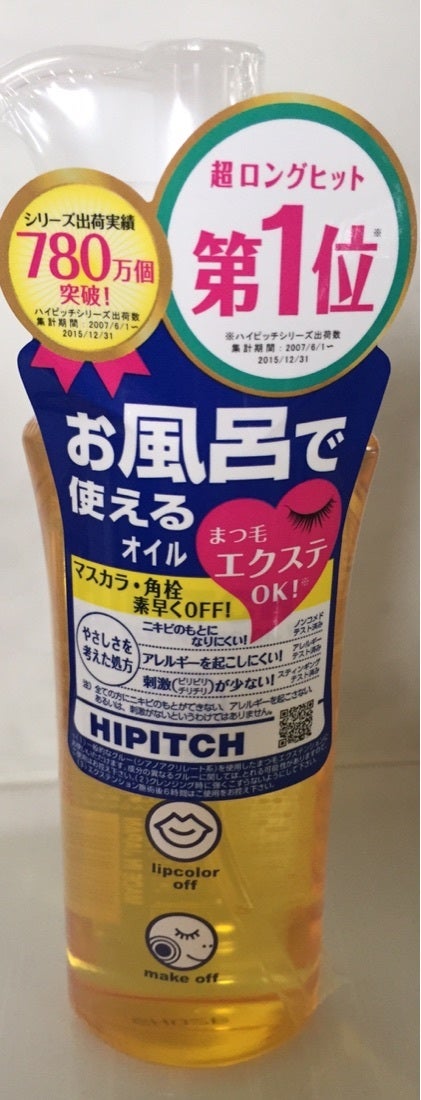 超ロングヒット
第1位※
※ハイピッチシリーズ出荷数
集計期間：2007/6/1〜
2015/12/31
シリーズ出荷実績
780万個
突破！
ハイピッチシリーズ出荷数
集計期間：2007/6/1〜
2015/12/31
お風呂で
使える
オイル
まつ毛
エクステ
OK！※
マスカラ・角栓
素早くOFF！
やさしさを
考えた処方
ニキビのもとに
なりにくい！
ノンコメド
テスト済み
アレルギーを起こしにくい！
アレルギー
テスト済み
刺激（ピリピリ
チリチリ）が少ない！
スティンギング
テスト済み
注）全ての方にニキビのもとができない、アレルギーを起こさない、
あるいは、刺激がないというわけではありません。
HIPITCH
lipcolor
off
make off